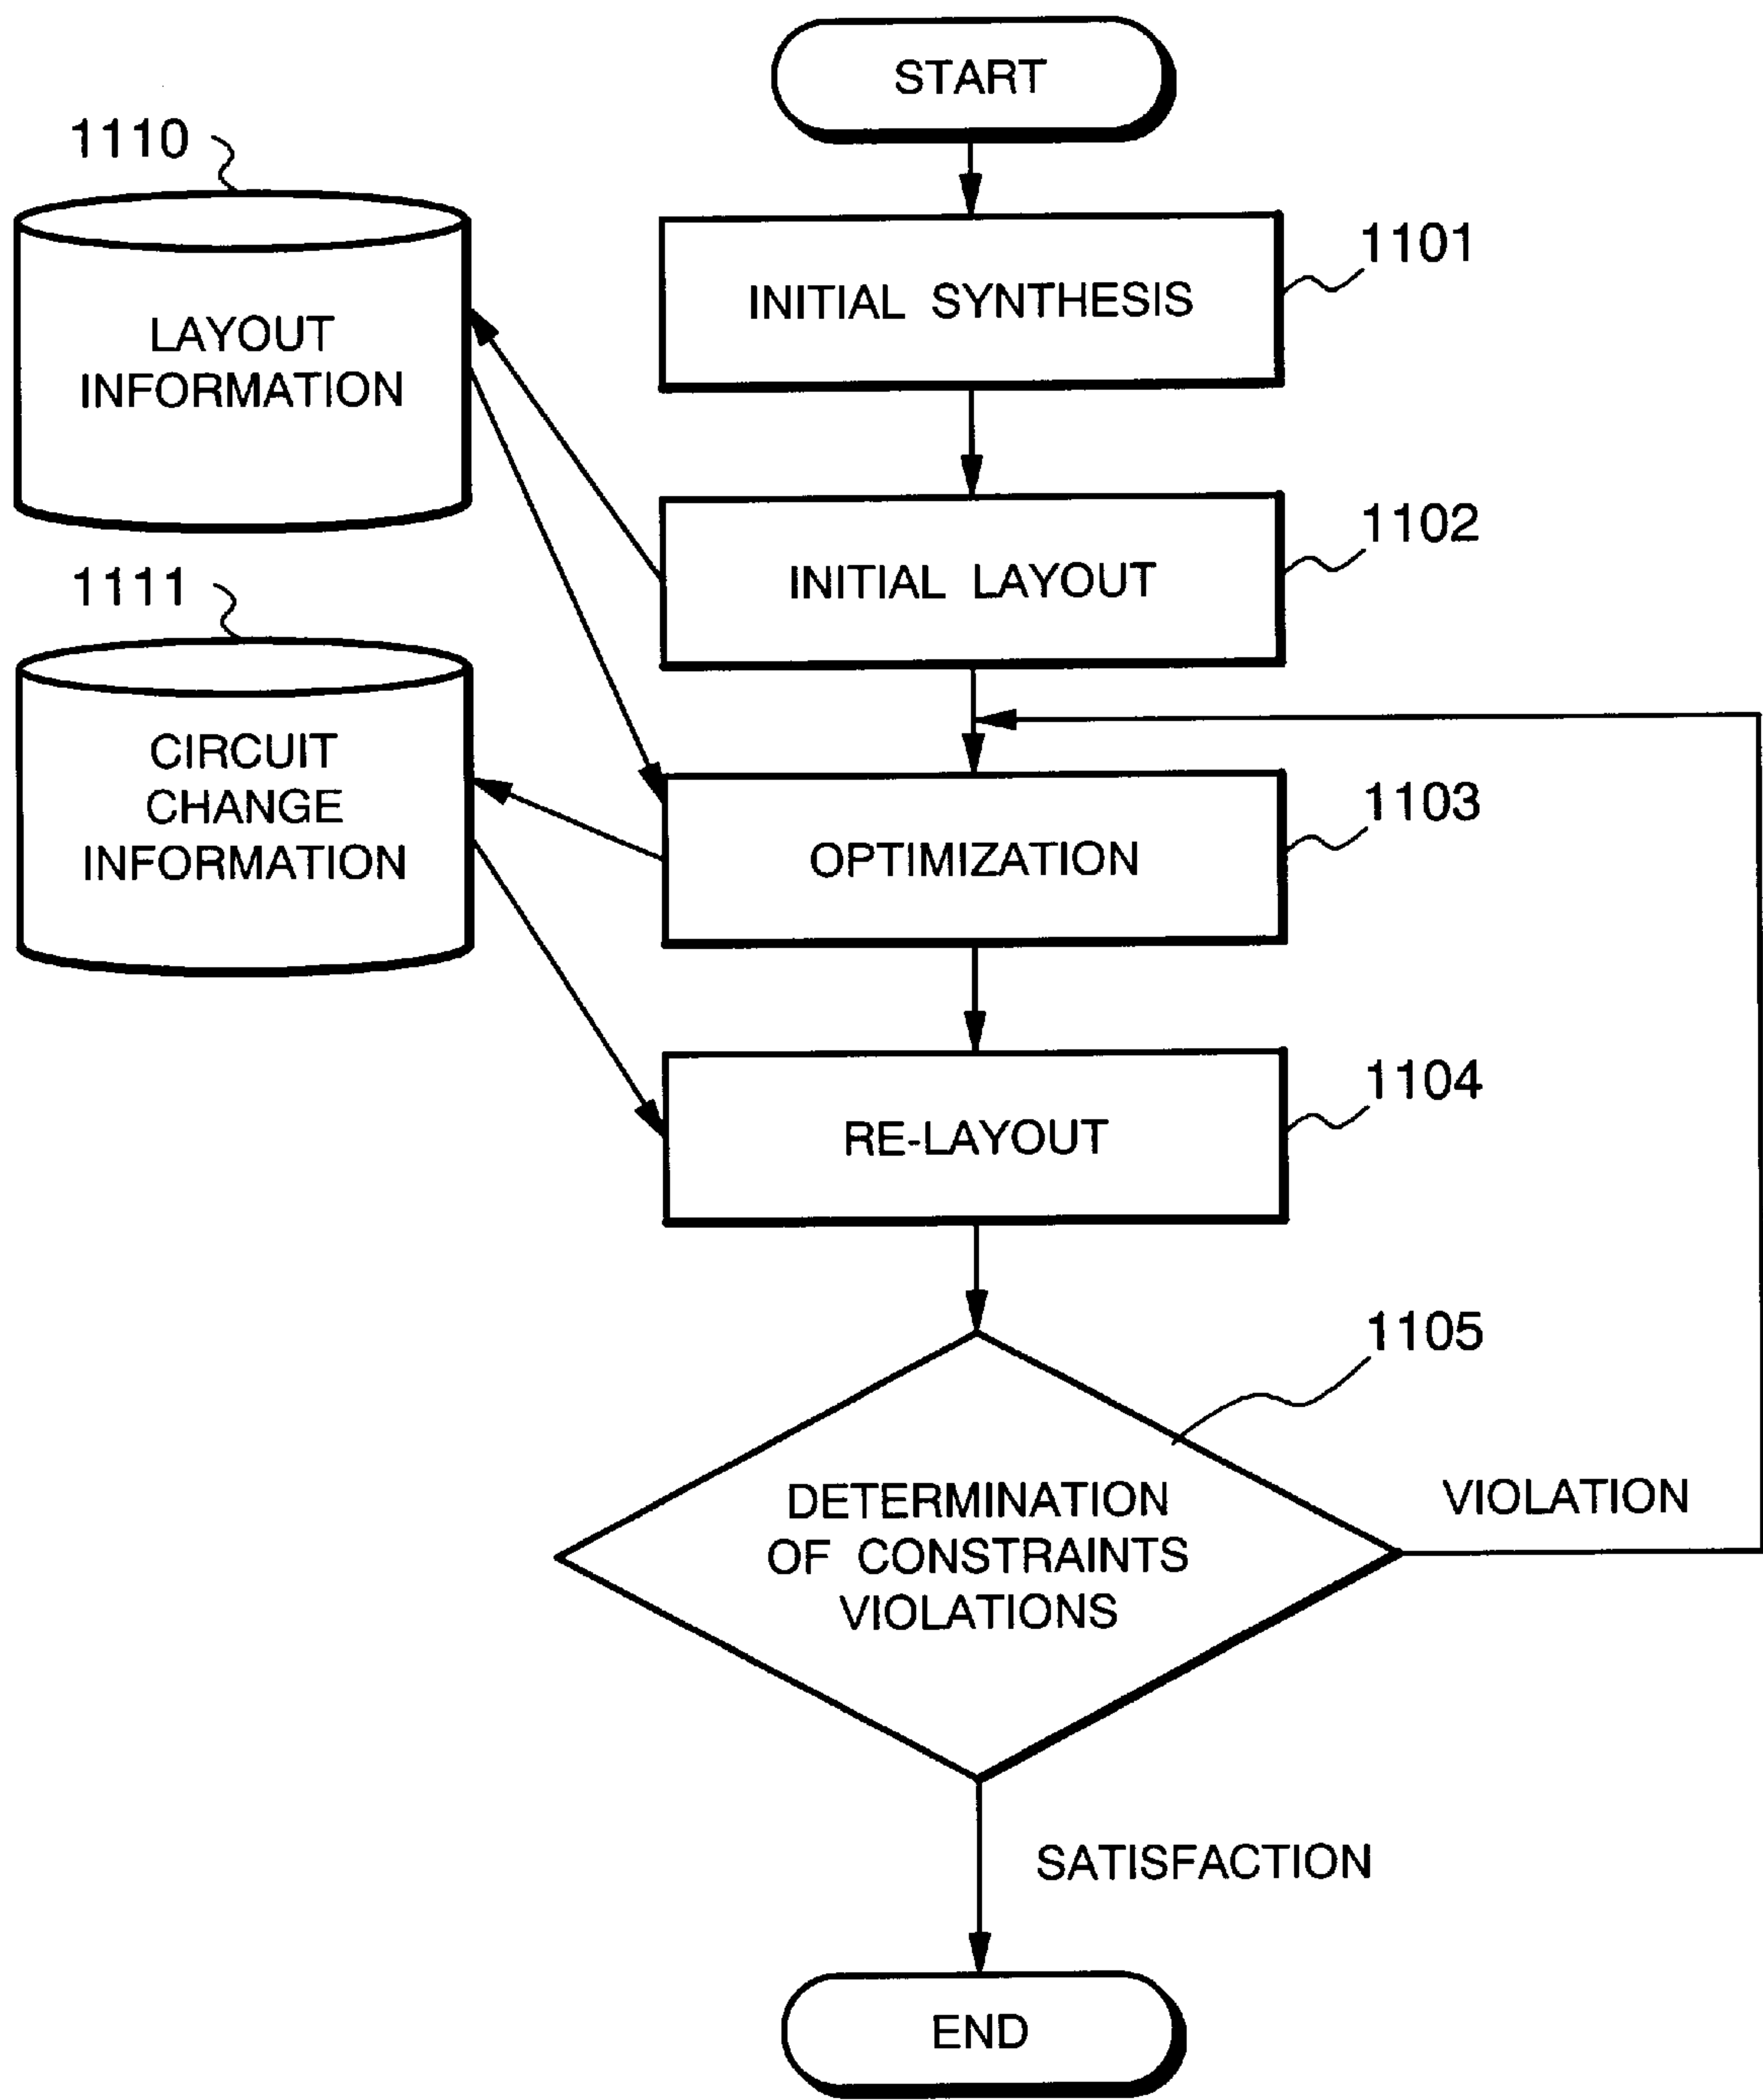 START
1110
1101
INITIAL SYNTHESIS
LAYOUT
INFORMATION
1102
INITIAL LAYOUT
1111
CIRCUIT
CHANGE
INFORMATION
1103
OPTIMIZATION
1104
RE-LAYOUT
1105
DETERMINATION
OF CONSTRAINTS
VIOLATIONS
VIOLATION
SATISFACTION
END